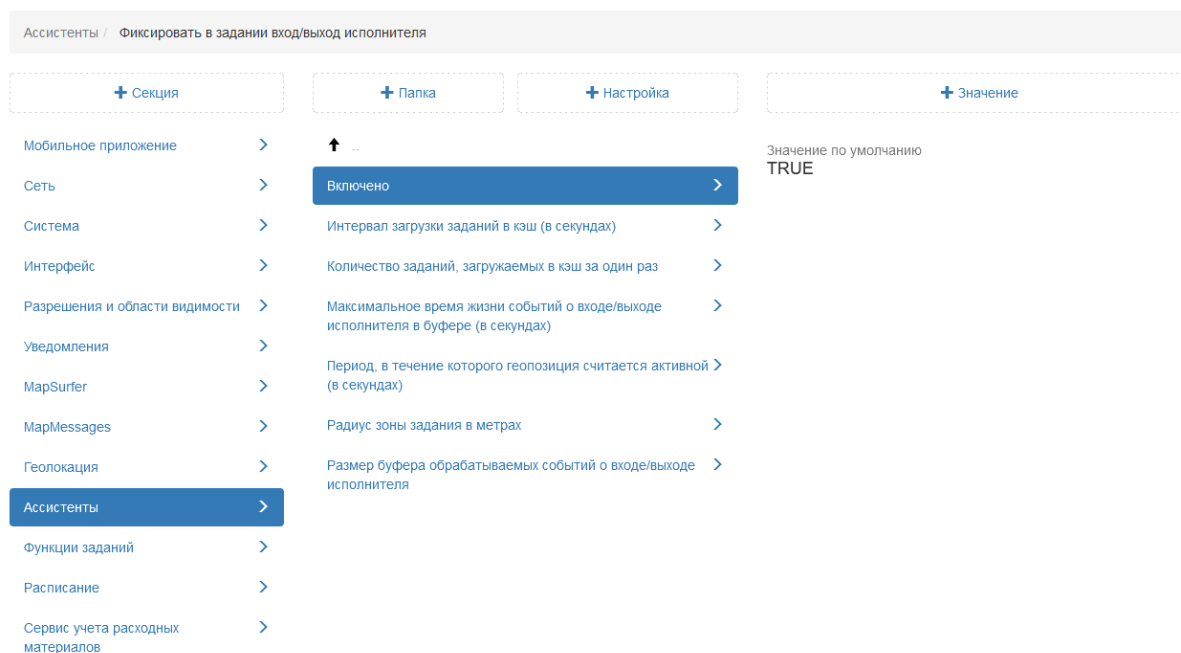 Ассистенты / Фиксировать в задании вход/выход исполнителя
+ Секция
+ Папка
+ Настройка
+ Значение
Мобильное приложение
Сеть
Система
Интерфейс
Разрешения и области видимости
Уведомления
MapSurfer
MapMessages
Геолокация
Ассистенты
Функции заданий
Расписание
Сервис учета расходных
материалов
..
Включено
Интервал загрузки заданий в кэш (в секундах)
Количество заданий, загружаемых в кэш за один раз
Максимальное время жизни событий о входе/выходе
исполнителя в буфере (в секундах)
Период, в течение которого геопозиция считается активной
(в секундах)
Радиус зоны задания в метрах
Размер буфера обрабатываемых событий о входе/выходе
исполнителя
Значение по умолчанию
TRUE